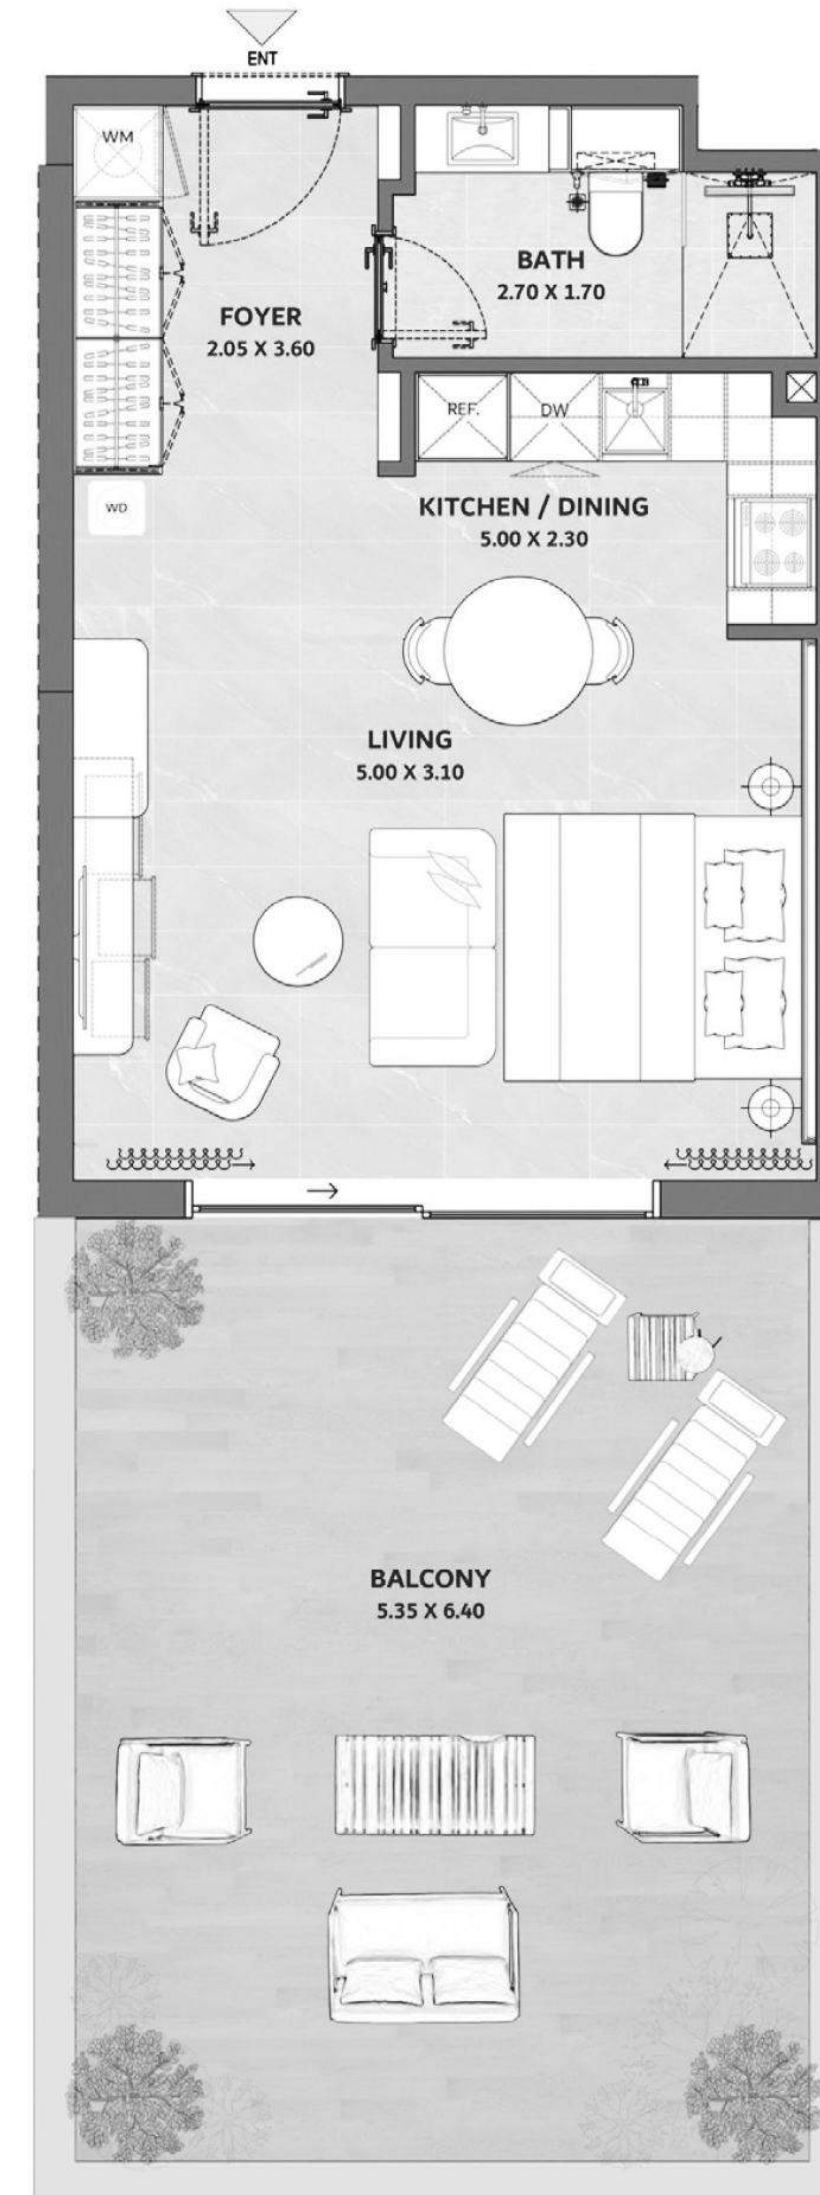 ENT
WM
BATH
2.70 X 1.70
FOYER
2.05 X 3.60
REF.
DW
WD
KITCHEN / DINING
5.00 X 2.30
LIVING
5.00 X 3.10
BALCONY
5.35 X 6.40